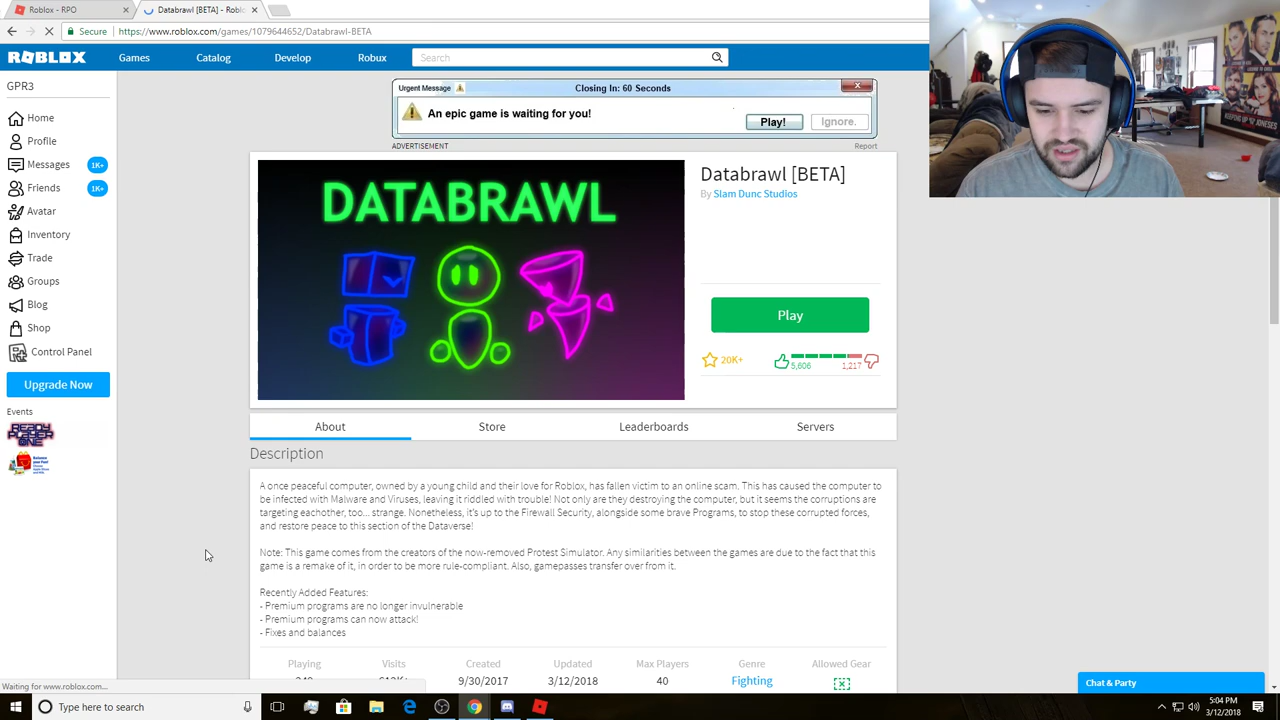 Roblox - RPO
Databrawl [BETA] - Robl
Secure
https://www.roblox.com/games/1079644652/Databrawl-BETA
ROBLOX
Games
Catalog
Develop
Robux
Search
GPR3
Home
Profile
Messages
1K+
Friends
1K+
Avatar
Inventory
Trade
Groups
Blog
Shop
Control Panel
Upgrade Now
Events
READY
PLAYER
ONE
Urgent Message
Closing In: 60 Seconds
An epic game is waiting for you!
Play!
Ignore.
ADVERTISEMENT
Report
DATABRAWL
Databrawl [BETA]
By Slam Dunc Studios
Play
20K+
5,606
1,217
About
Store
Leaderboards
Servers
Description
A once peaceful computer, owned by a young child and their love for Roblox, has fallen victim to an online scam. This has caused the computer to
be infected with Malware and Viruses, leaving it riddled with trouble! Not only are they destroying the computer, but it seems the corruptions are
targeting eachother, too... strange. Nonetheless, it's up to the Firewall Security, alongside some brave Programs, to stop these corrupted forces,
and restore peace to this section of the Dataverse!
Note: This game comes from the creators of the now-removed Protest Simulator. Any similarities between the games are due to the fact that this
game is a remake of it, in order to be more rule-compliant. Also, gamepasses transfer over from it.
Recently Added Features:
- Premium programs are no longer invulnerable
- Premium programs can now attack!
- Fixes and balances
Playing
Visits
Created
Updated
Max Players
Genre
Allowed Gear
9/30/2017
3/12/2018
40
Fighting
Waiting for www.roblox.com...
Chat & Party
Type here to search
5:04 PM
3/12/2018
KEEPING UP
JONESES